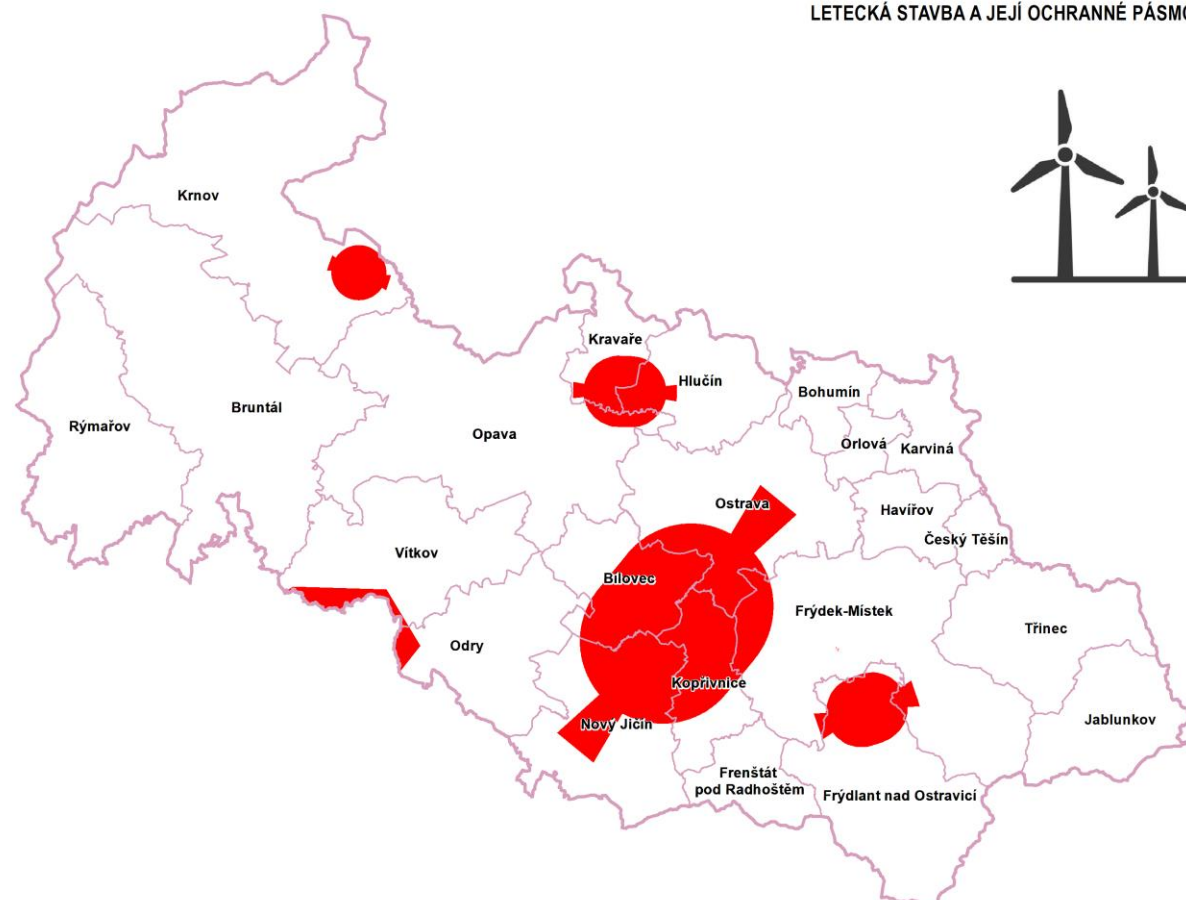 LETECKÁ STAVBA A JEJÍ OCHRANNÉ PÁSMO
Krnov
Kravaře
Hlučín
Bohumín
Rýmařov
Bruntál
Opava
Orlová
Karviná
Ostrava
Havířov
Český Těšín
Vítkov
Bílovec
Frýdek-Místek
Třinec
Odry
Kopřivnice
Nový Jičín
Jablunkov
Frenštát
pod Radhoštěm
Frýdlant nad Ostravicí